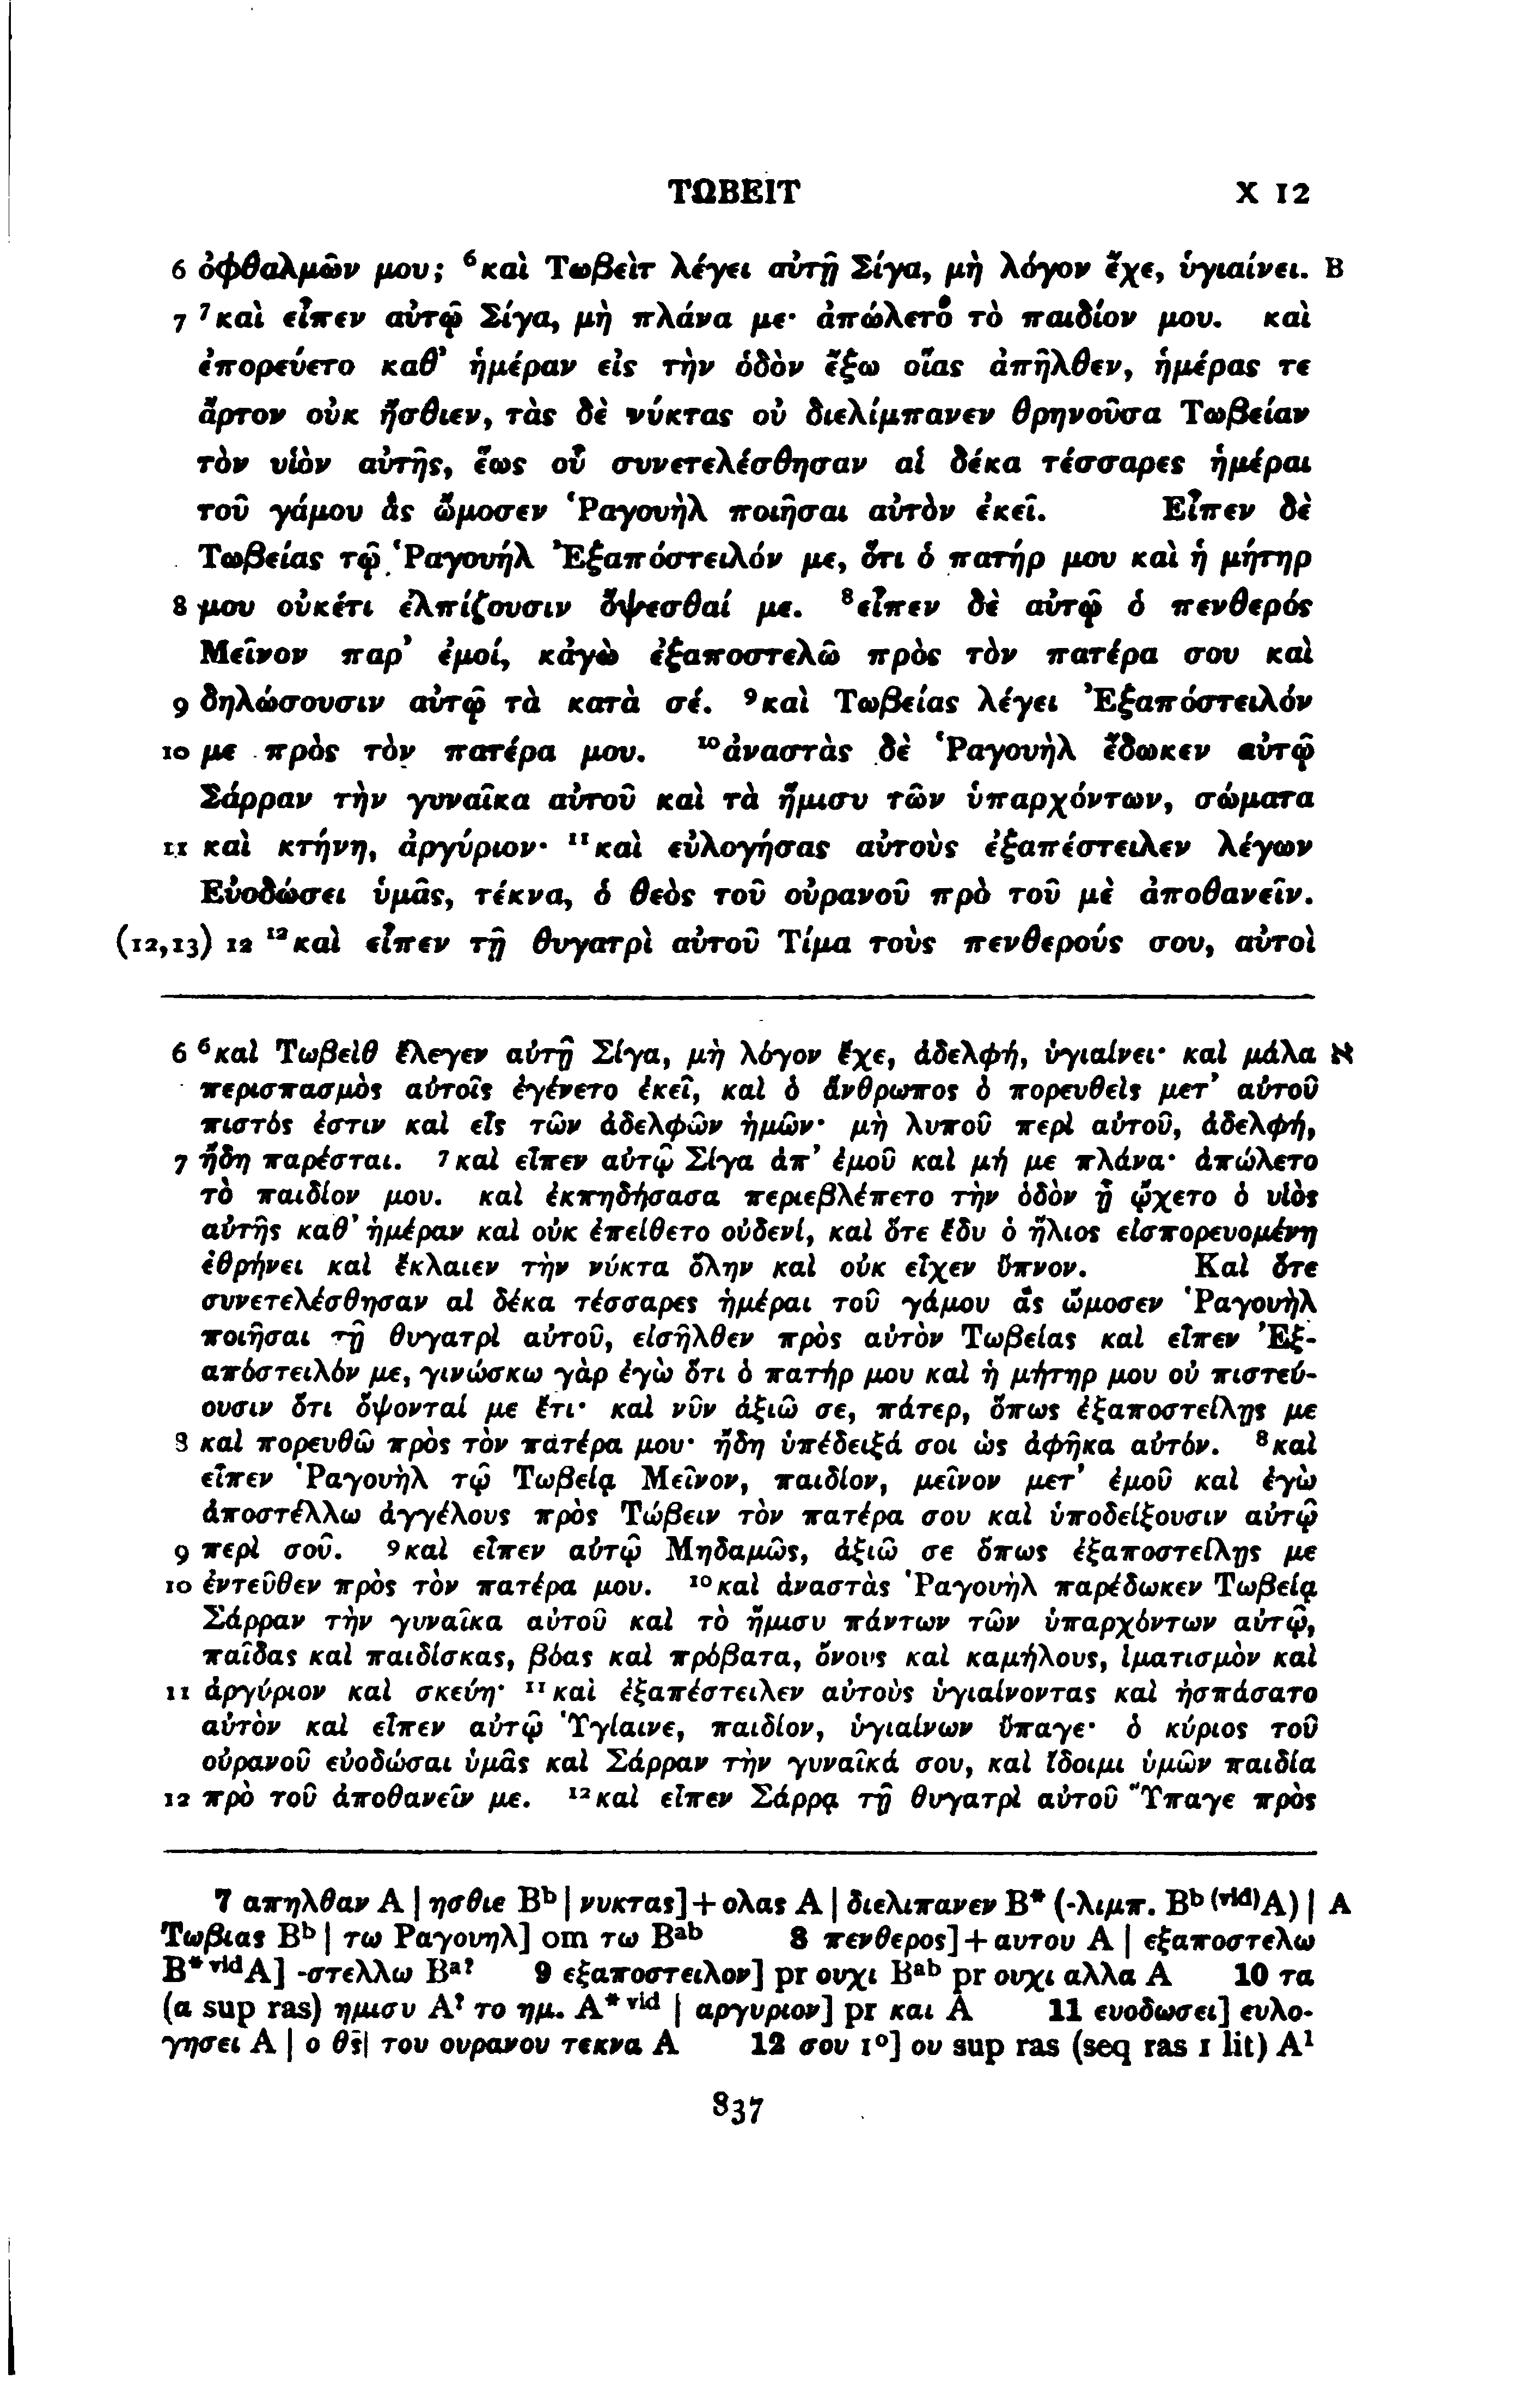 ΤΩΒΕΙΤ X 12
6 ὀφθαλμῶν μου; ⁶καὶ Τωβεὶτ λέγει αὐτῇ Σίγα, μὴ λόγον ἔχε, ὑγιαίνει. B
7 ⁷καὶ εἶπεν αὐτῷ Σίγα, μὴ πλάνα με· ἀπώλετο τὸ παιδίον μου. καὶ
ἐπορεύετο καθ’ ἡμέραν εἰς τὴν ὁδὸν ἔξω οἵας ἀπῆλθεν, ἡμέρας τε
ἄρτον οὐκ ἤσθιεν, τὰς δὲ νύκτας οὐ διελίμπανεν θρηνοῦσα Τωβείαν
τὸν υἱὸν αὐτῆς, ἕως οὗ συνετελέσθησαν αἱ δέκα τέσσαρες ἡμέραι
τοῦ γάμου ἃς ὤμοσεν Ῥαγουὴλ ποιῆσαι αὐτὸν ἐκεῖ. Εἶπεν δὲ
Τωβείας τῷ Ῥαγουήλ Ἐξαπόστειλόν με, ὅτι ὁ πατήρ μου καὶ ἡ μήτηρ
8 μου οὐκέτι ἐλπίζουσιν ὄψεσθαί με. ⁸εἶπεν δὲ αὐτῷ ὁ πενθερός
Μεῖνον παρ’ ἐμοί, κἀγὼ ἐξαποστελῶ πρὸς τὸν πατέρα σου καὶ
9 δηλώσουσιν αὐτῷ τὰ κατὰ σέ. ⁹καὶ Τωβείας λέγει Ἐξαπόστειλόν
10 με πρὸς τὸν πατέρα μου. ¹⁰ἀναστὰς δὲ Ῥαγουὴλ ἔδωκεν αὐτῷ
Σάρραν τὴν γυναῖκα αὐτοῦ καὶ τὰ ἥμισυ τῶν ὑπαρχόντων, σώματα
11 καὶ κτήνη, ἀργύριον· ¹¹καὶ εὐλογήσας αὐτοὺς ἐξαπέστειλεν λέγων
Εὐοδώσει ὑμᾶς, τέκνα, ὁ θεὸς τοῦ οὐρανοῦ πρὸ τοῦ μὲ ἀποθανεῖν.
(12,13) 12 ¹²καὶ εἶπεν τῇ θυγατρὶ αὐτοῦ Τίμα τοὺς πενθερούς σου, αὐτοὶ
6 ⁶καὶ Τωβεὶθ ἔλεγεν αὐτῇ Σίγα, μὴ λόγον ἔχε, ἀδελφή, ὑγιαίνει· καὶ μάλα א
περισπασμὸς αὐτοῖς ἐγένετο ἐκεῖ, καὶ ὁ ἄνθρωπος ὁ πορευθεὶς μετ’ αὐτοῦ
πιστός ἐστιν καὶ εἷς τῶν ἀδελφῶν ἡμῶν· μὴ λυποῦ περὶ αὐτοῦ, ἀδελφή,
7 ἤδη παρέσται. ⁷καὶ εἶπεν αὐτῷ Σίγα ἀπ’ ἐμοῦ καὶ μή με πλάνα· ἀπώλετο
τὸ παιδίον μου. καὶ ἐκπηδήσασα περιεβλέπετο τὴν ὁδὸν ᾗ ᾤχετο ὁ υἱὸς
αὐτῆς καθ’ ἡμέραν καὶ οὐκ ἐπείθετο οὐδενί, καὶ ὅτε ἔδυ ὁ ἥλιος εἰσπορευομένη
ἐθρήνει καὶ ἔκλαιεν τὴν νύκτα ὅλην καὶ οὐκ εἶχεν ὕπνον. Καὶ ὅτε
συνετελέσθησαν αἱ δέκα τέσσαρες ἡμέραι τοῦ γάμου ἃς ὤμοσεν Ῥαγουὴλ
ποιῆσαι τῇ θυγατρὶ αὐτοῦ, εἰσῆλθεν πρὸς αὐτὸν Τωβείας καὶ εἶπεν Ἐξ-
απόστειλόν με, γινώσκω γὰρ ἐγὼ ὅτι ὁ πατήρ μου καὶ ἡ μήτηρ μου οὐ πιστεύ-
ουσιν ὅτι ὄψονταί με ἔτι· καὶ νῦν ἀξιῶ σε, πάτερ, ὅπως ἐξαποστείλῃς με
8 καὶ πορευθῶ πρὸς τὸν πατέρα μου· ἤδη ὑπέδειξά σοι ὡς ἀφῆκα αὐτόν. ⁸καὶ
εἶπεν Ῥαγουὴλ τῷ Τωβείᾳ Μεῖνον, παιδίον, μεῖνον μετ’ ἐμοῦ καὶ ἐγὼ
ἀποστέλλω ἀγγέλους πρὸς Τώβειν τὸν πατέρα σου καὶ ὑποδείξουσιν αὐτῷ
9 περὶ σοῦ. ⁹καὶ εἶπεν αὐτῷ Μηδαμῶς, ἀξιῶ σε ὅπως ἐξαποστείλῃς με
10 ἐντεῦθεν πρὸς τὸν πατέρα μου. ¹⁰καὶ ἀναστὰς Ῥαγουὴλ παρέδωκεν Τωβείᾳ
Σάρραν τὴν γυναῖκα αὐτοῦ καὶ τὸ ἥμισυ πάντων τῶν ὑπαρχόντων αὐτῷ,
παῖδας καὶ παιδίσκας, βόας καὶ πρόβατα, ὄνους καὶ καμήλους, ἱματισμὸν καὶ
11 ἀργύριον καὶ σκεύη· ¹¹καὶ ἐξαπέστειλεν αὐτοὺς ὑγιαίνοντας καὶ ἠσπάσατο
αὐτὸν καὶ εἶπεν αὐτῷ Ὑγίαινε, παιδίον, ὑγιαίνων ὕπαγε· ὁ κύριος τοῦ
οὐρανοῦ εὐοδώσαι ὑμᾶς καὶ Σάρραν τὴν γυναῖκά σου, καὶ ἴδοιμι ὑμῶν παιδία
12 πρὸ τοῦ ἀποθανεῖν με. ¹²καὶ εἶπεν Σάρρᾳ τῇ θυγατρὶ αὐτοῦ Ὕπαγε πρὸς
7 απηλθαν A | ησθιε Bᵇ | νυκτας]+ολας A | διελιπανεν B* (-λιμπ. Bᵇ ⁽ᵛⁱᵈ⁾A) | A
Τωβιας Bᵇ | τω Ραγουηλ] om τω Bᵃᵇ 8 πενθερος]+αυτου A | εξαποστελω
B*ᵛⁱᵈA] -στελλω Bᵃ? 9 εξαποστειλον] pr ουχι Bᵃᵇ pr ουχι αλλα A 10 τα
(α sup ras) ημισυ A? το ημ. A*ᵛⁱᵈ | αργυριον] pr και A 11 ευοδωσει] ευλο-
γησει A | ο θς̄| του ουρανου τεκνα A 12 σου 1°] ου sup ras (seq ras 1 lit) A¹
837